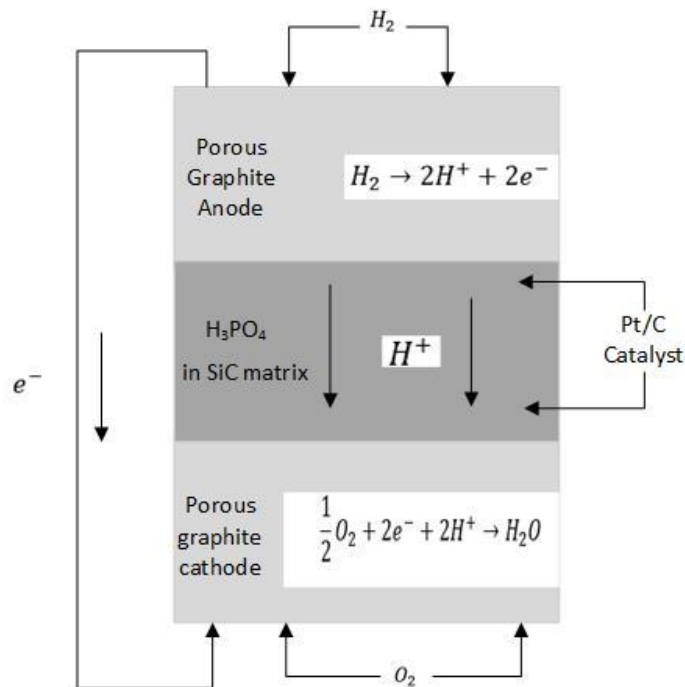 H₂
Porous
Graphite
Anode
H₂ → 2H⁺ + 2e⁻
H₃PO₄
in SiC matrix
H⁺
Pt/C
Catalyst
e⁻
Porous
graphite
cathode
1/2 O₂ + 2e⁻ + 2H⁺ → H₂O
O₂